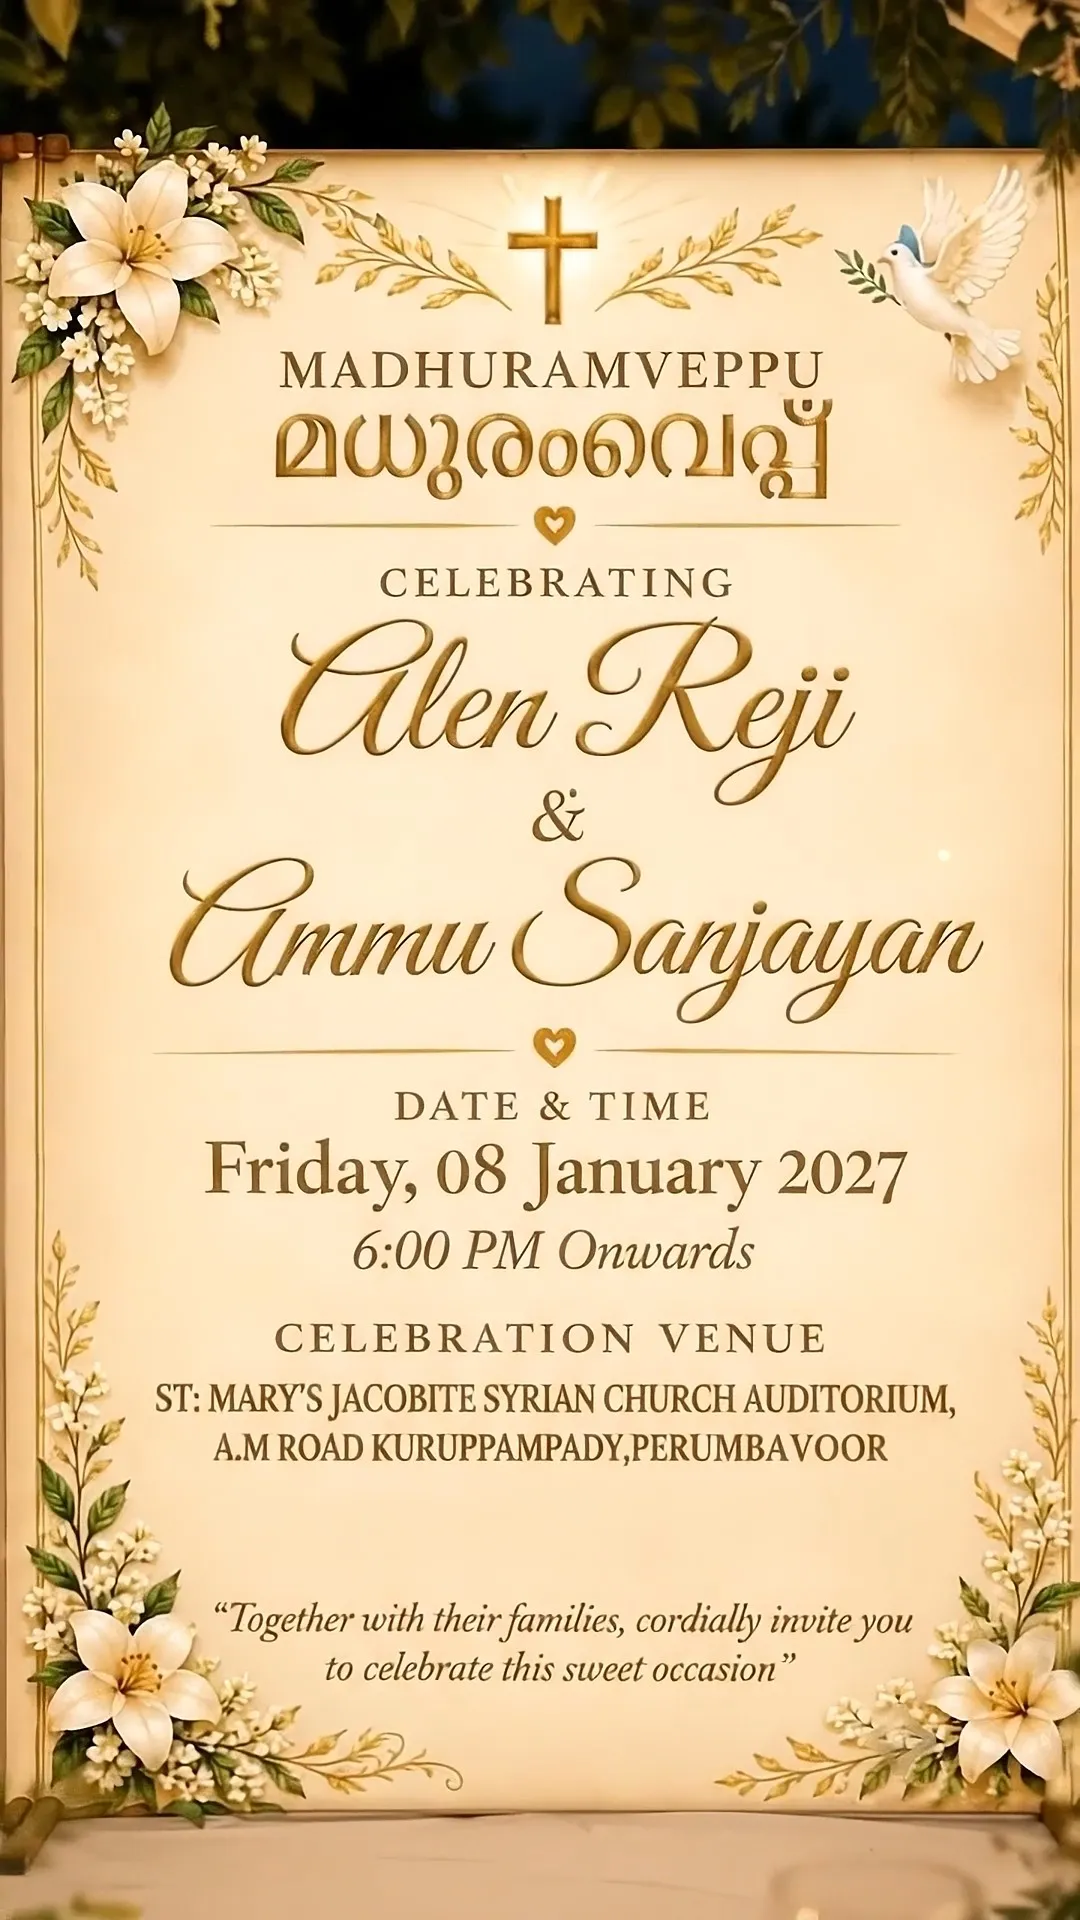 MADHURAMVEPPU
മധുരംവെപ്പ്
CELEBRATING
Alen Reji
&
Ammu Sanjayan
DATE & TIME
Friday, 08 January 2027
6:00 PM Onwards
CELEBRATION VENUE
ST: MARY'S JACOBITE SYRIAN CHURCH AUDITORIUM,
A.M ROAD KURUPPAMPADY,PERUMBAVOOR
“Together with their families, cordially invite you
to celebrate this sweet occasion”